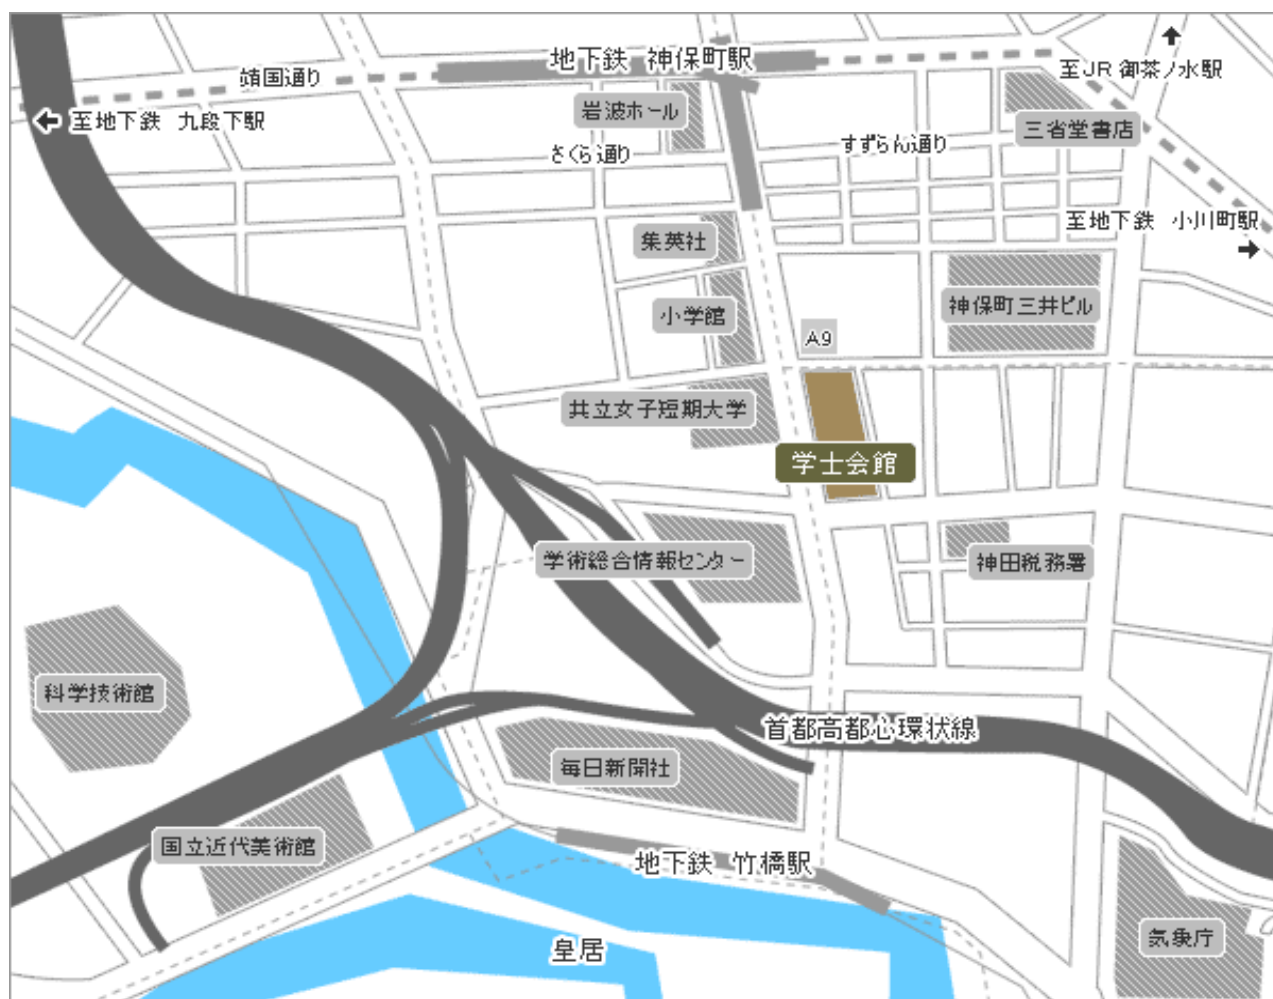 地下鉄 神保町駅
至JR 御茶ノ水駅
靖国通り
至地下鉄 九段下駅
岩波ホール
三省堂書店
さくら通り
すずらん通り
至地下鉄 小川町駅
集英社
小学館
神保町三井ビル
A9
共立女子短期大学
学士会館
学術総合情報センター
神田税務署
科学技術館
首都高都心環状線
毎日新聞社
国立近代美術館
地下鉄 竹橋駅
気象庁
皇居